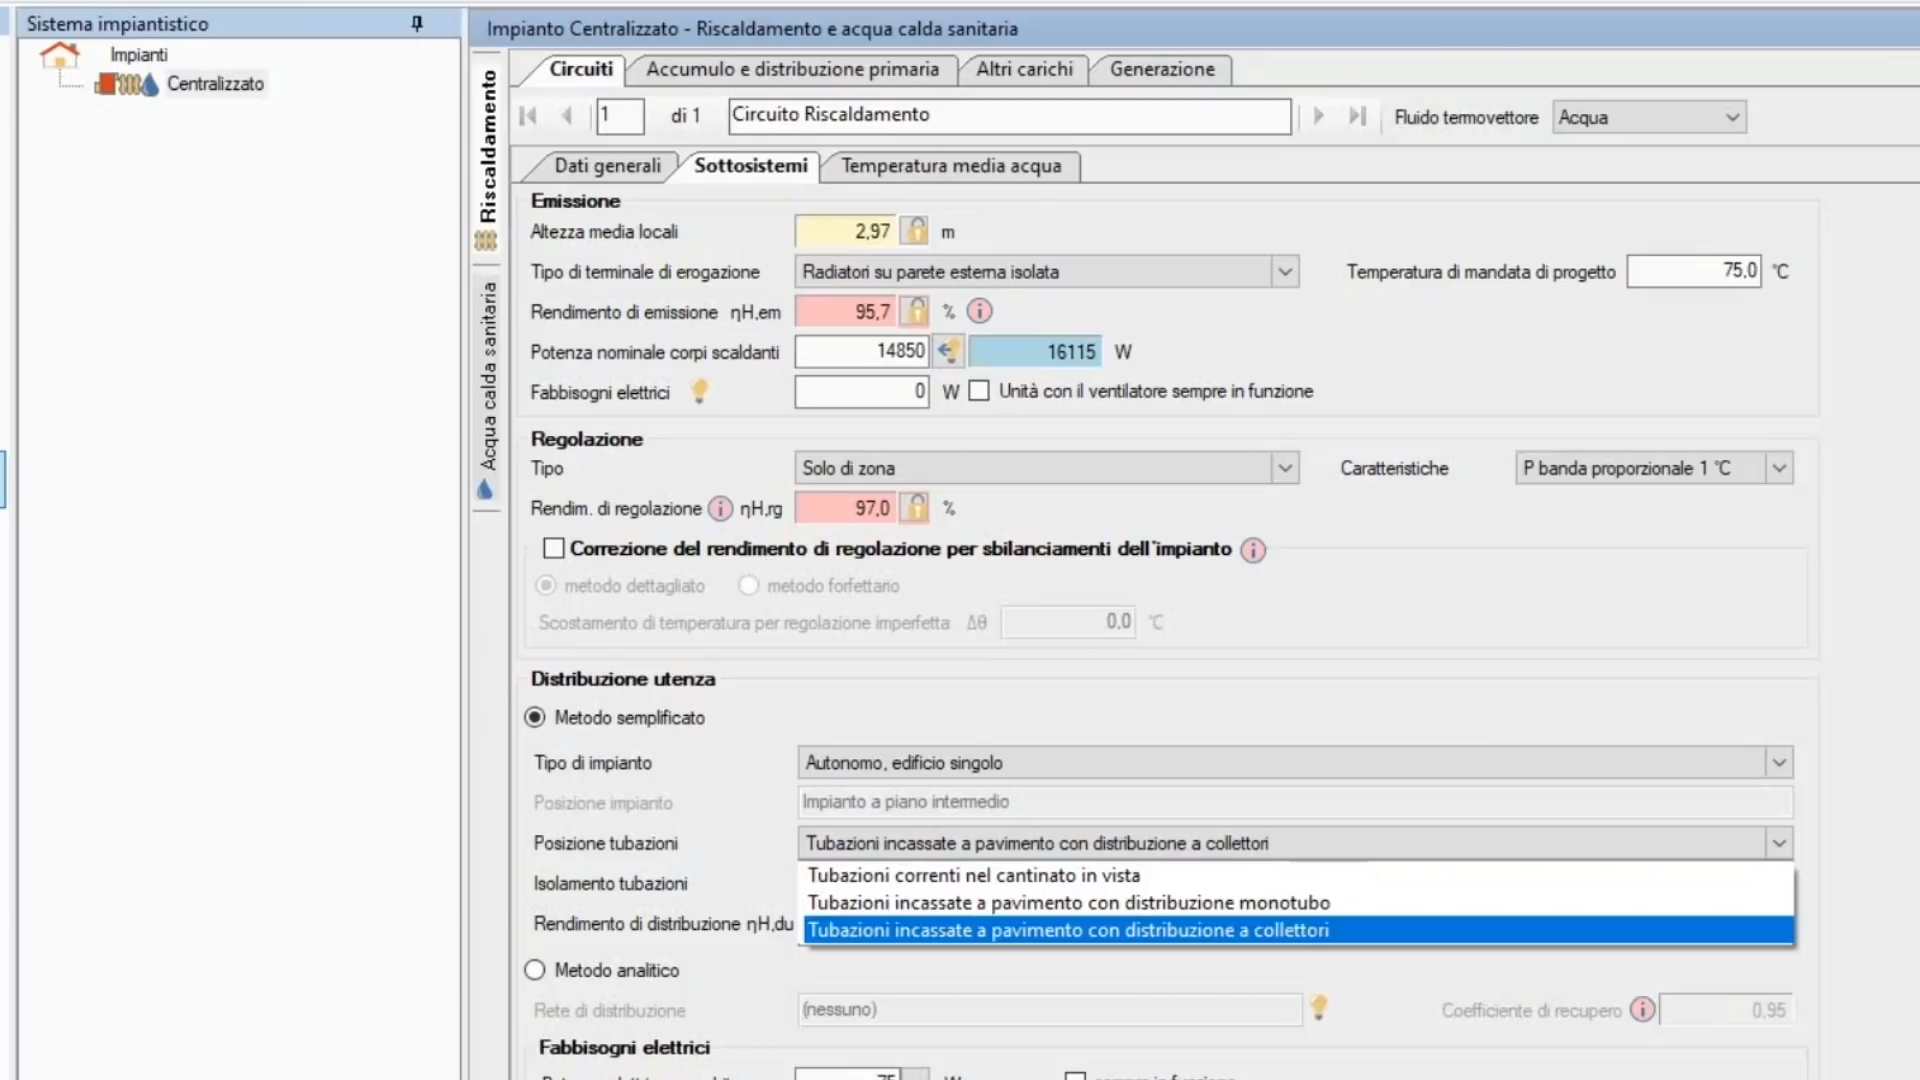 Sistema impiantistico
Impianti
Centralizzato
Impianto Centralizzato - Riscaldamento e acqua calda sanitaria
Riscaldamento
Acqua calda sanitaria
Circuiti Accumulo e distribuzione primaria Altri carichi Generazione
1 di 1 Circuito Riscaldamento Fluido termovettore Acqua
Dati generali Sottosistemi Temperatura media acqua
Emissione
Altezza media locali 2,97 m
Tipo di terminale di erogazione Radiatori su parete esterna isolata Temperatura di mandata di progetto 75,0 °C
Rendimento di emissione ηH,em 95,7 %
Potenza nominale corpi scaldanti 14850 16115 W
Fabbisogni elettrici 0 W Unità con il ventilatore sempre in funzione
Regolazione
Tipo Solo di zona Caratteristiche P banda proporzionale 1 °C
Rendim. di regolazione ηH,rg 97,0 %
Correzione del rendimento di regolazione per sbilanciamenti dell'impianto
metodo dettagliato metodo forfettario
Scostamento di temperatura per regolazione imperfetta Δθ 0,0 °C
Distribuzione utenza
Metodo semplificato
Tipo di impianto Autonomo, edificio singolo
Posizione impianto Impianto a piano intermedio
Posizione tubazioni Tubazioni incassate a pavimento con distribuzione a collettori
Tubazioni correnti nel cantinato in vista
Isolamento tubazioni
Tubazioni incassate a pavimento con distribuzione monotubo
Rendimento di distribuzione ηH,du
Tubazioni incassate a pavimento con distribuzione a collettori
Metodo analitico
Rete di distribuzione (nessuno) Coefficiente di recupero 0,95
Fabbisogni elettrici
75 W